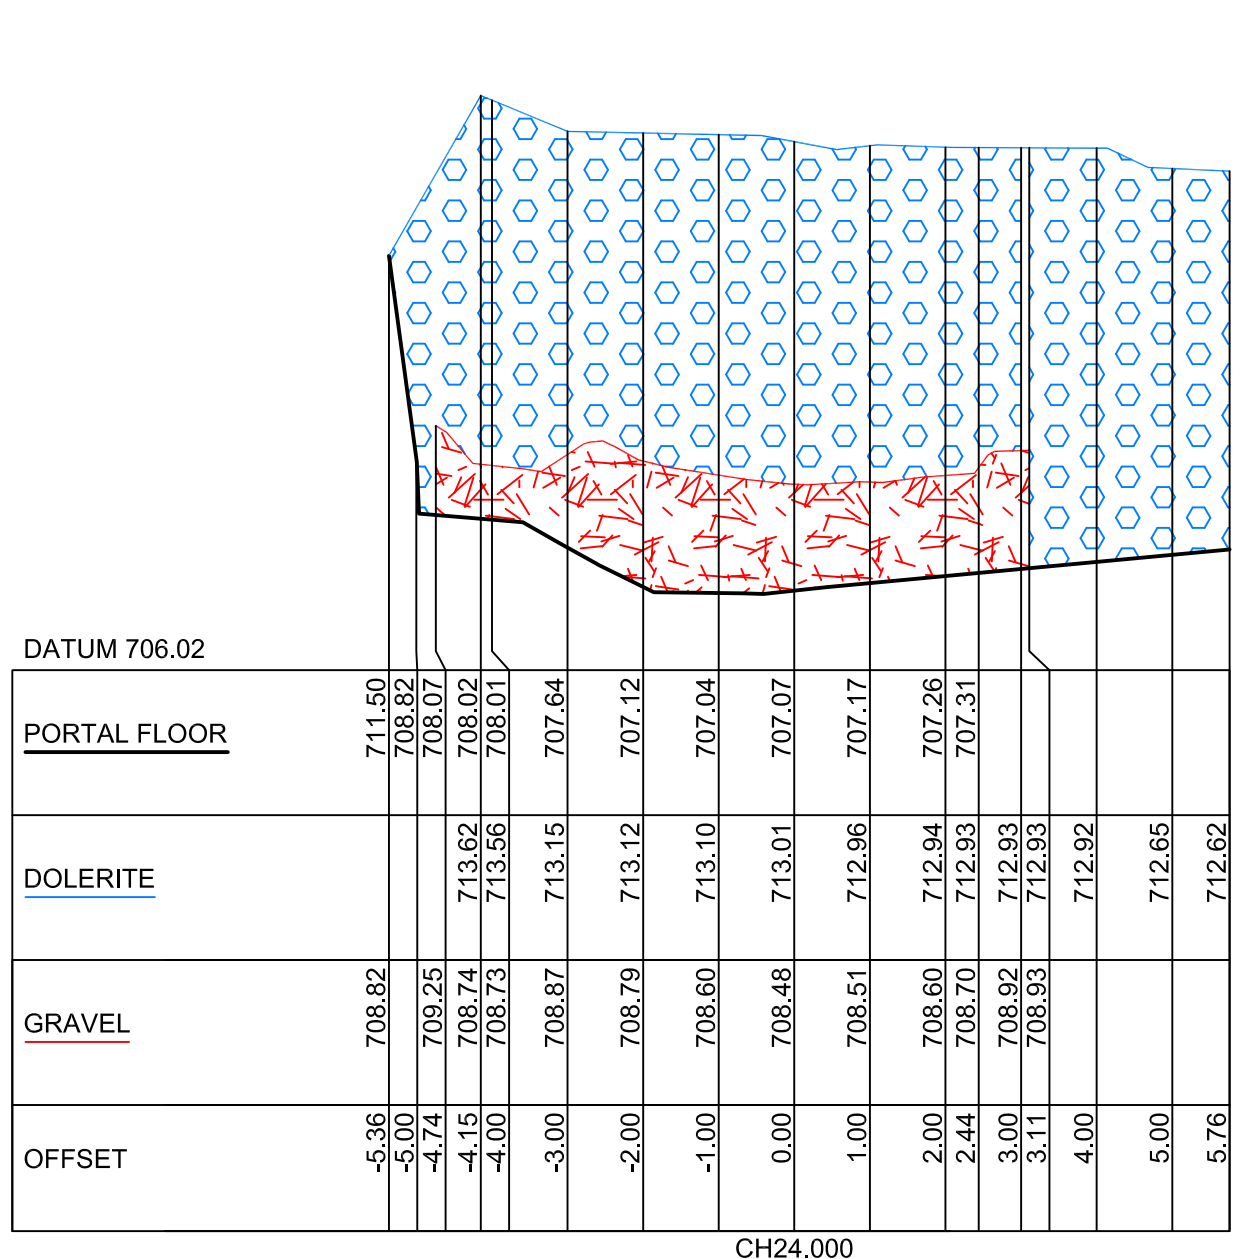 DATUM 706.02
PORTAL FLOOR 711.50 708.82 708.07 708.02 708.01 707.64 707.12 707.04 707.07 707.17 707.26 707.31
DOLERITE 713.62 713.56 713.15 713.12 713.10 713.01 712.96 712.94 712.93 712.93 712.93 712.92 712.65 712.62
GRAVEL 708.82 709.25 708.74 708.73 708.87 708.79 708.60 708.48 708.51 708.60 708.70 708.92 708.93
OFFSET -5.36 -5.00 -4.74 -4.15 -4.00 -3.00 -2.00 -1.00 0.00 1.00 2.00 2.44 3.00 3.11 4.00 5.00 5.76
CH24.000